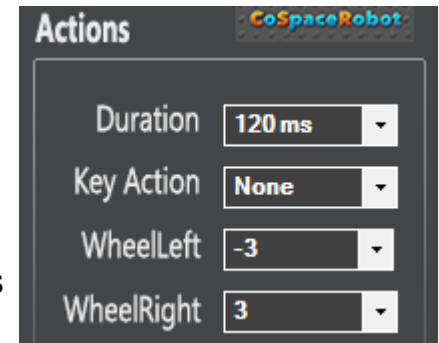 Actions
CoSpaceRobot
Duration 120 ms
Key Action None
WheelLeft -3
s
WheelRight 3